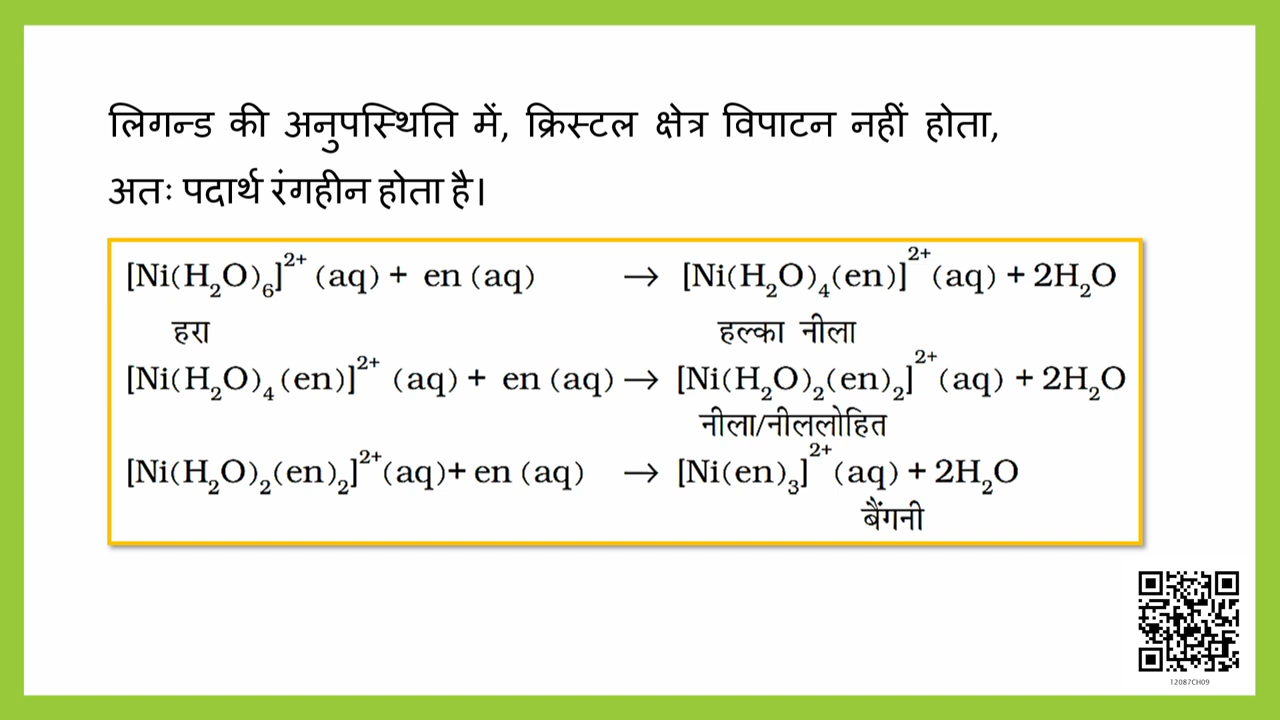 लिगन्ड की अनुपस्थिति में, क्रिस्टल क्षेत्र विपाटन नहीं होता,
अतः पदार्थ रंगहीन होता है।
[Ni(H₂O)₆]²⁺ (aq) + en (aq) → [Ni(H₂O)₄(en)]²⁺(aq) + 2H₂O
हरा हल्का नीला
[Ni(H₂O)₄(en)]²⁺ (aq) + en (aq) → [Ni(H₂O)₂(en)₂]²⁺(aq) + 2H₂O
नीला/नीललोहित
[Ni(H₂O)₂(en)₂]²⁺(aq)+ en (aq) → [Ni(en)₃]²⁺(aq) + 2H₂O
बैंगनी
12087CH09